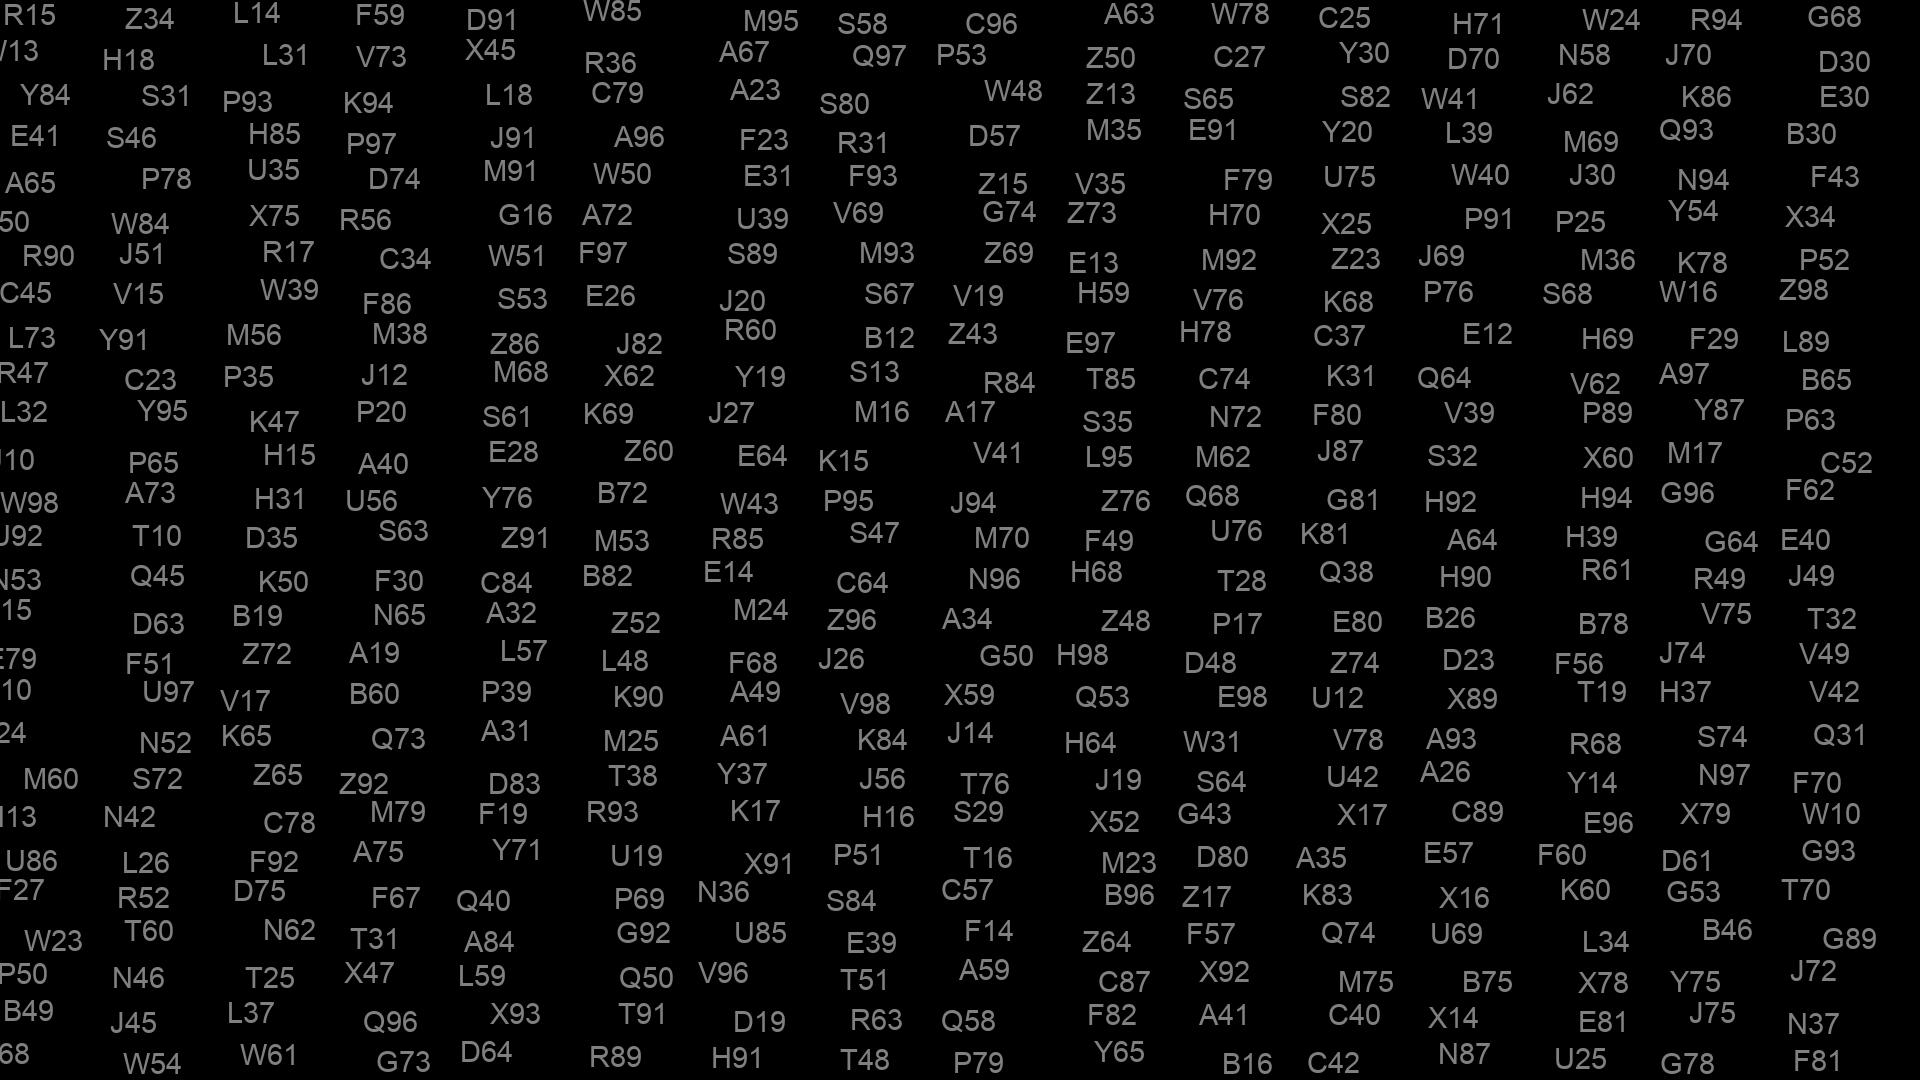 R15 Z34 L14 F59 D91 W85 M95 S58 C96 A63 W78 C25 H71 W24 R94 G68
H18 L31 V73 X45 R36 A67 Q97 P53 Z50 C27 Y30 D70 N58 J70 D30
Y84 S31 P93 K94 L18 C79 A23 S80 W48 Z13 S65 S82 W41 J62 K86 E30
E41 S46 H85 P97 J91 A96 F23 R31 D57 M35 E91 Y20 L39 M69 Q93 B30
A65 P78 U35 D74 M91 W50 E31 F93 Z15 V35 F79 U75 W40 J30 N94 F43
50 W84 X75 R56 G16 A72 U39 V69 G74 Z73 H70 X25 P91 P25 Y54 X34
R90 J51 R17 C34 W51 F97 S89 M93 Z69 E13 M92 Z23 J69 M36 K78 P52
C45 V15 W39 F86 S53 E26 J20 S67 V19 H59 V76 K68 P76 S68 W16 Z98
L73 Y91 M56 M38 Z86 J82 R60 B12 Z43 E97 H78 C37 E12 H69 F29 L89
R47 C23 P35 J12 M68 X62 Y19 S13 R84 T85 C74 K31 Q64 V62 A97 B65
L32 Y95 K47 P20 S61 K69 J27 M16 A17 S35 N72 F80 V39 P89 Y87 P63
10 P65 H15 A40 E28 Z60 E64 K15 V41 L95 M62 J87 S32 X60 M17 C52
W98 A73 H31 U56 Y76 B72 W43 P95 J94 Z76 Q68 G81 H92 H94 G96 F62
U92 T10 D35 S63 Z91 M53 R85 S47 M70 F49 U76 K81 A64 H39 G64 E40
N53 Q45 K50 F30 C84 B82 E14 C64 N96 H68 T28 Q38 H90 R61 R49 J49
15 D63 B19 N65 A32 Z52 M24 Z96 A34 Z48 P17 E80 B26 B78 V75 T32
E79 F51 Z72 A19 L57 L48 F68 J26 G50 H98 D48 Z74 D23 F56 J74 V49
10 U97 V17 B60 P39 K90 A49 V98 X59 Q53 E98 U12 X89 T19 H37 V42
24 N52 K65 Q73 A31 M25 A61 K84 J14 H64 W31 V78 A93 R68 S74 Q31
M60 S72 Z65 Z92 D83 T38 Y37 J56 T76 J19 S64 U42 A26 Y14 N97 F70
13 N42 C78 M79 F19 R93 K17 H16 S29 X52 G43 X17 C89 E96 X79 W10
U86 L26 F92 A75 Y71 U19 X91 P51 T16 M23 D80 A35 E57 F60 D61 G93
F27 R52 D75 F67 Q40 P69 N36 S84 C57 B96 Z17 K83 X16 K60 G53 T70
W23 T60 N62 T31 A84 G92 U85 E39 F14 Z64 F57 Q74 U69 L34 B46 G89
P50 N46 T25 X47 L59 Q50 V96 T51 A59 C87 X92 M75 B75 X78 Y75 J72
B49 J45 L37 Q96 X93 T91 D19 R63 Q58 F82 A41 C40 X14 E81 J75 N37
68 W54 W61 G73 D64 R89 H91 T48 P79 Y65 B16 C42 N87 U25 G78 F81